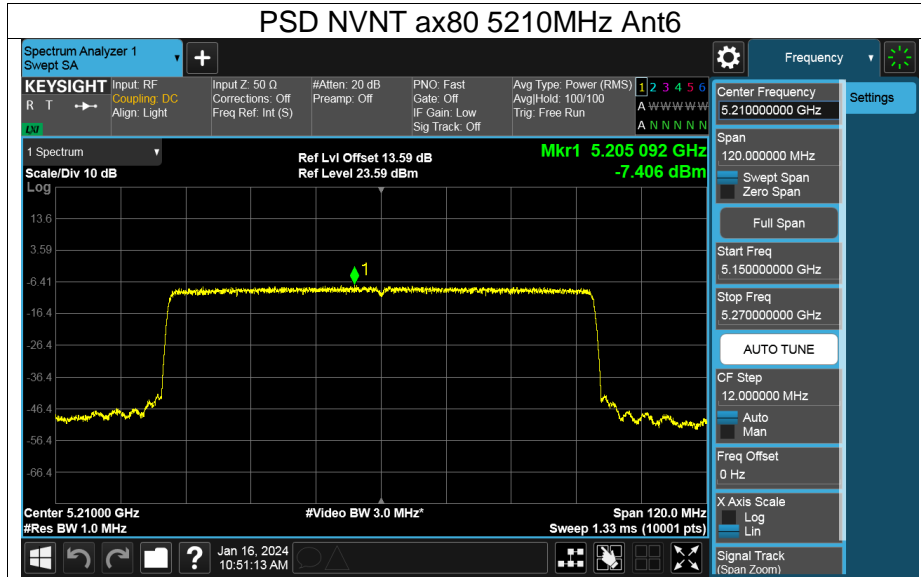 PSD NVNT ax80 5210MHz Ant6
Spectrum Analyzer 1
Swept SA
Frequency
KEYSIGHT
R T
LXI
Input: RF
Coupling: DC
Align: Light
Input Z: 50 Ω
Corrections: Off
Freq Ref: Int (S)
#Atten: 20 dB
Preamp: Off
PNO: Fast
Gate: Off
IF Gain: Low
Sig Track: Off
Avg Type: Power (RMS)
Avg|Hold: 100/100
Trig: Free Run
1 2 3 4 5 6
A W W W W W
A N N N N N
1 Spectrum
Scale/Div 10 dB
Log
Ref Lvl Offset 13.59 dB
Ref Level 23.59 dBm
Mkr1 5.205 092 GHz
-7.406 dBm
13.6
3.59
-6.41
-16.4
-26.4
-36.4
-46.4
-56.4
-66.4
1
Center 5.21000 GHz
#Res BW 1.0 MHz
#Video BW 3.0 MHz*
Span 120.0 MHz
Sweep 1.33 ms (10001 pts)
?
Jan 16, 2024
10:51:13 AM
Center Frequency
5.210000000 GHz
Settings
Span
120.000000 MHz
Swept Span
Zero Span
Full Span
Start Freq
5.150000000 GHz
Stop Freq
5.270000000 GHz
AUTO TUNE
CF Step
12.000000 MHz
Auto
Man
Freq Offset
0 Hz
X Axis Scale
Log
Lin
Signal Track
(Span Zoom)